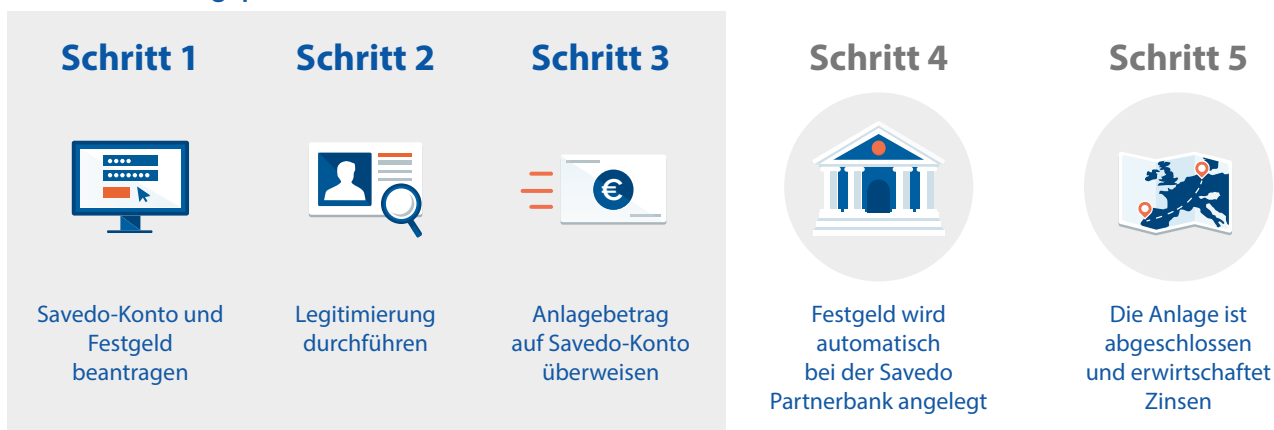 Schritt 1
Schritt 2
Schritt 3
Schritt 4
Schritt 5
€
Savedo-Konto und
Festgeld
beantragen
Legitimierung
durchführen
Anlagebetrag
auf Savedo-Konto
überweisen
Festgeld wird
automatisch
bei der Savedo
Partnerbank angelegt
Die Anlage ist
abgeschlossen
und erwirtschaftet
Zinsen